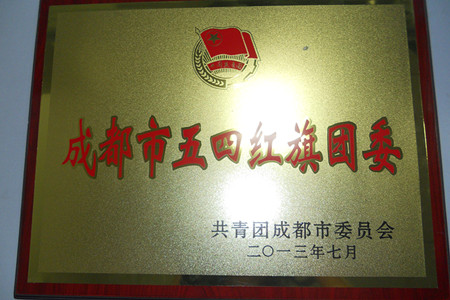 成都市五四红旗团委
共青团成都市委员会
二〇一三年七月